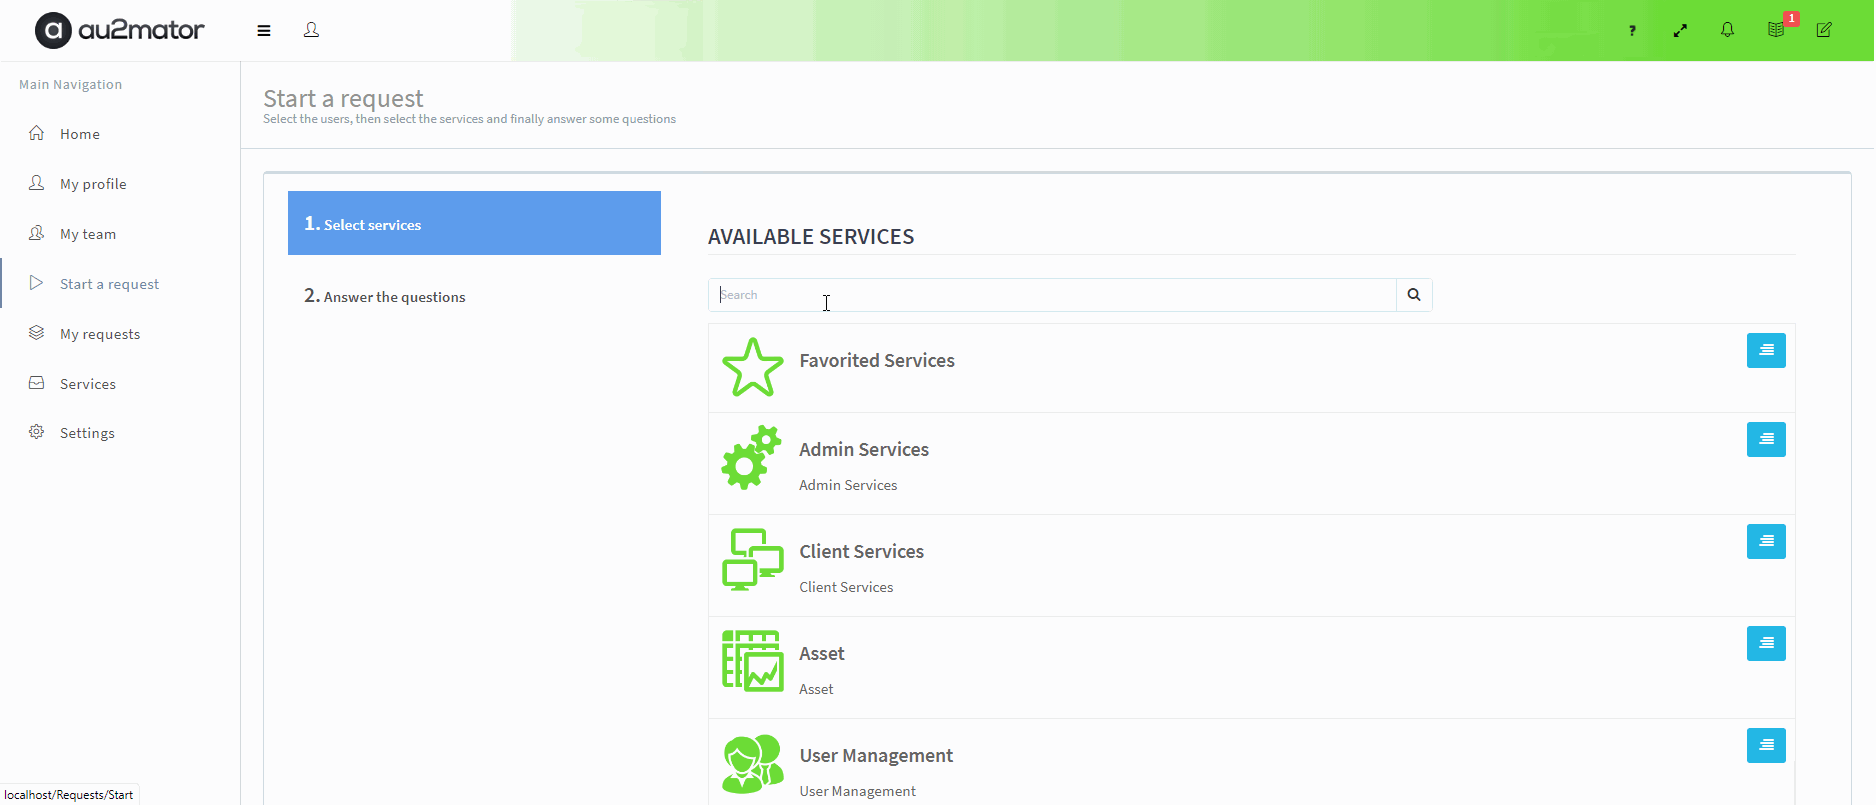 a au2mator
?
1
Main Navigation
Home
My profile
My team
Start a request
My requests
Services
Settings
Start a request
Select the users, then select the services and finally answer some questions
1. Select services
2. Answer the questions
AVAILABLE SERVICES
Search
Favorited Services
Admin Services
Admin Services
Client Services
Client Services
Asset
Asset
User Management
User Management
localhost/Requests/Start